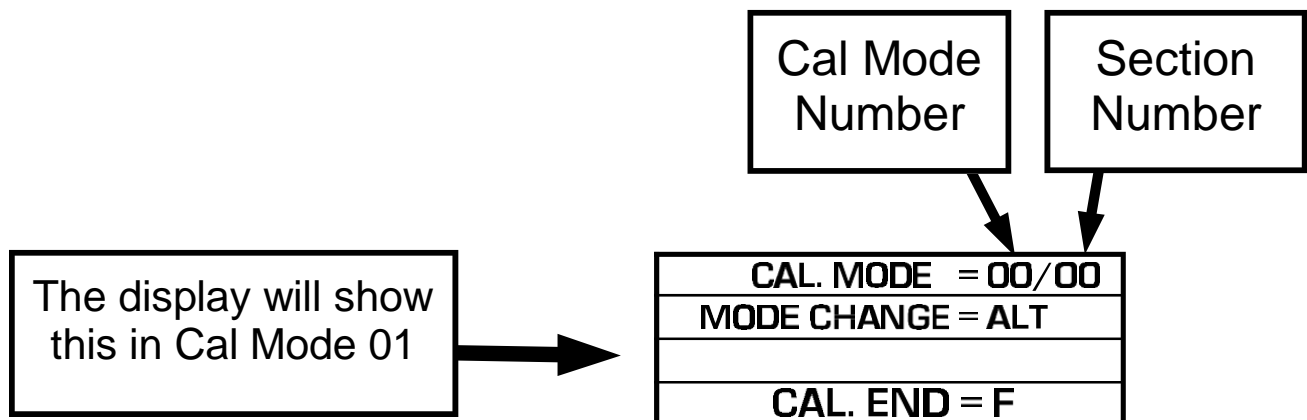 Cal Mode
Number
Section
Number
The display will show
this in Cal Mode 01
CAL. MODE = 00/00
MODE CHANGE = ALT
CAL. END = F